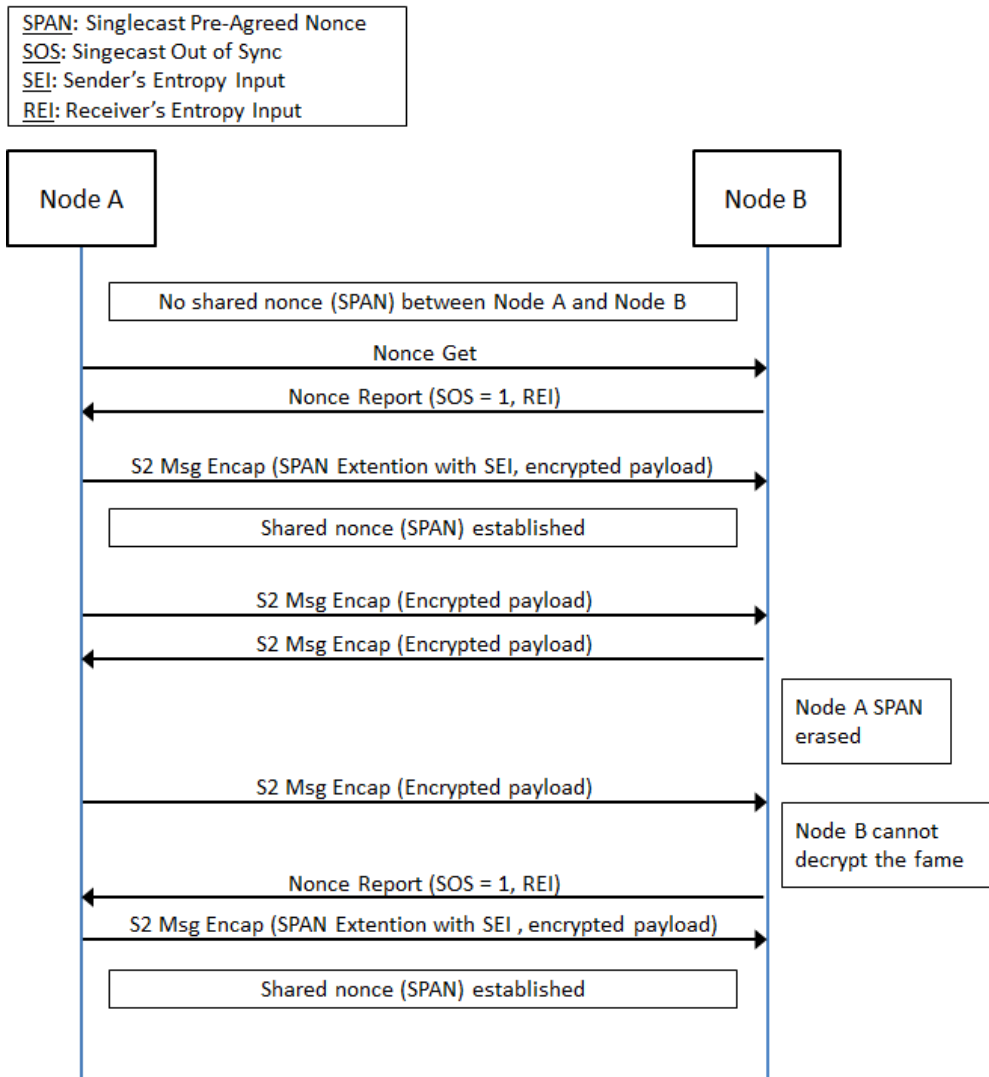 SPAN: Singlecast Pre-Agreed Nonce
SOS: Singecast Out of Sync
SEI: Sender's Entropy Input
REI: Receiver's Entropy Input
Node A
Node B
No shared nonce (SPAN) between Node A and Node B
Nonce Get
Nonce Report (SOS = 1, REI)
S2 Msg Encap (SPAN Extention with SEI, encrypted payload)
Shared nonce (SPAN) established
S2 Msg Encap (Encrypted payload)
S2 Msg Encap (Encrypted payload)
Node A SPAN
erased
S2 Msg Encap (Encrypted payload)
Node B cannot
decrypt the fame
Nonce Report (SOS = 1, REI)
S2 Msg Encap (SPAN Extention with SEI , encrypted payload)
Shared nonce (SPAN) established